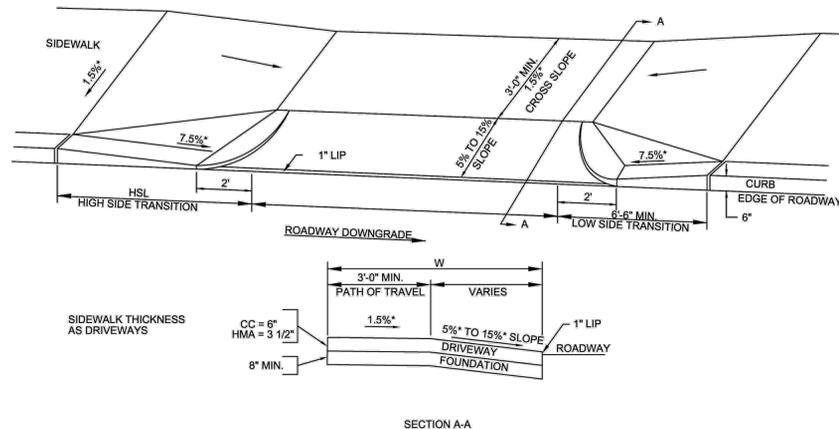 SIDEWALK
1.5%*
A
3'-0" MIN.
1.5%*
CROSS SLOPE
7.5%*
5% TO 15%
SLOPE
1" LIP
7.5%*
2'
2'
CURB
EDGE OF ROADWAY
6"
HSL
HIGH SIDE TRANSITION
6'-6" MIN.
LOW SIDE TRANSITION
A
ROADWAY DOWNGRADE
W
3'-0" MIN.
PATH OF TRAVEL
VARIES
SIDEWALK THICKNESS
AS DRIVEWAYS
CC = 6"
HMA = 3 1/2"
1.5%*
5%* TO 15%* SLOPE
1" LIP
DRIVEWAY
ROADWAY
FOUNDATION
8" MIN.
SECTION A-A